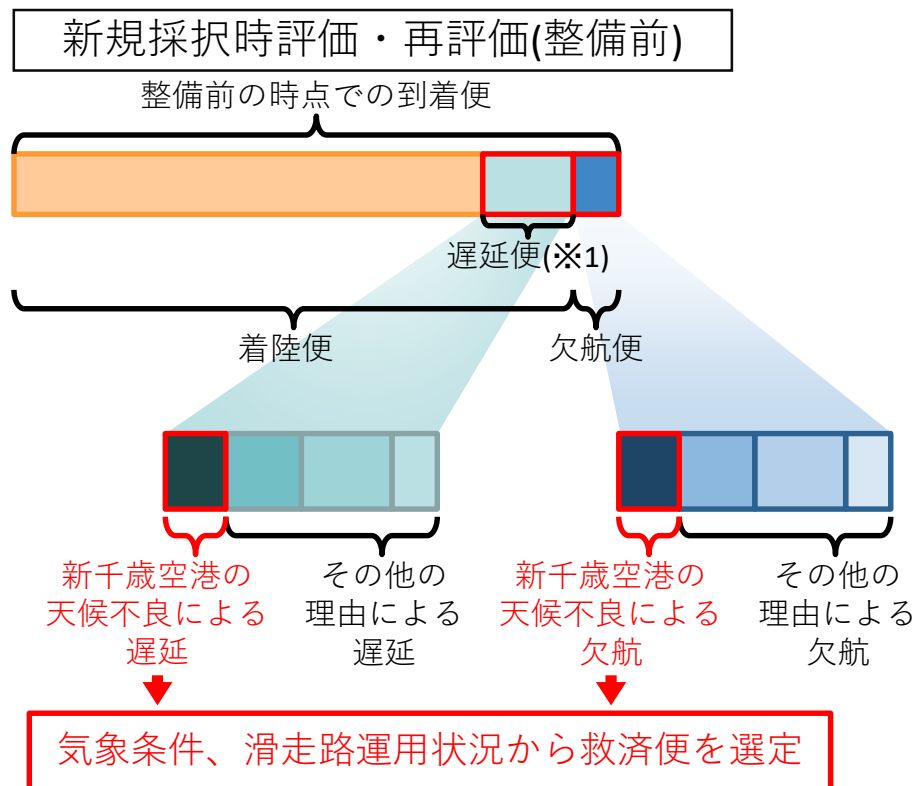 新規採択時評価・再評価(整備前)
整備前の時点での到着便
遅延便(※1)
着陸便
欠航便
新千歳空港の
天候不良による
遅延
その他の
理由による
遅延
新千歳空港の
天候不良による
欠航
その他の
理由による
欠航
気象条件、滑走路運用状況から救済便を選定